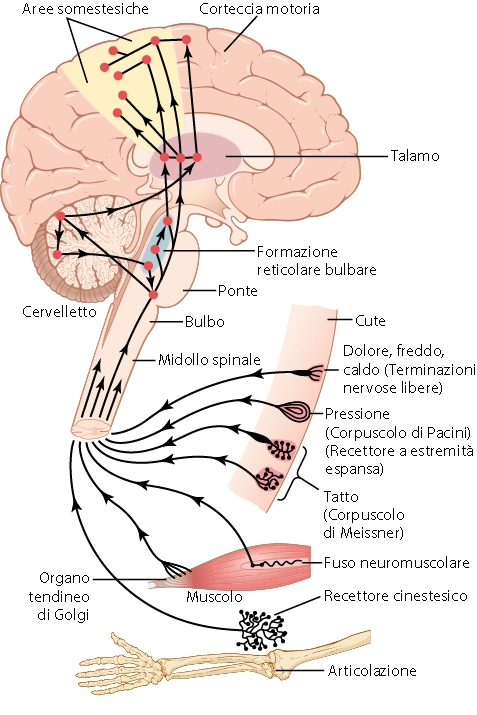 Aree somestesiche
Corteccia motoria
Talamo
Formazione
reticolare bulbare
Ponte
Cervelletto
Bulbo
Cute
Midollo spinale
Dolore, freddo,
caldo (Terminazioni
nervose libere)
Pressione
(Corpuscolo di Pacini)
(Recettore a estremità
espansa)
Tatto
(Corpuscolo
di Meissner)
Fuso neuromuscolare
Organo
tendineo
di Golgi
Muscolo
Recettore cinestesico
Articolazione